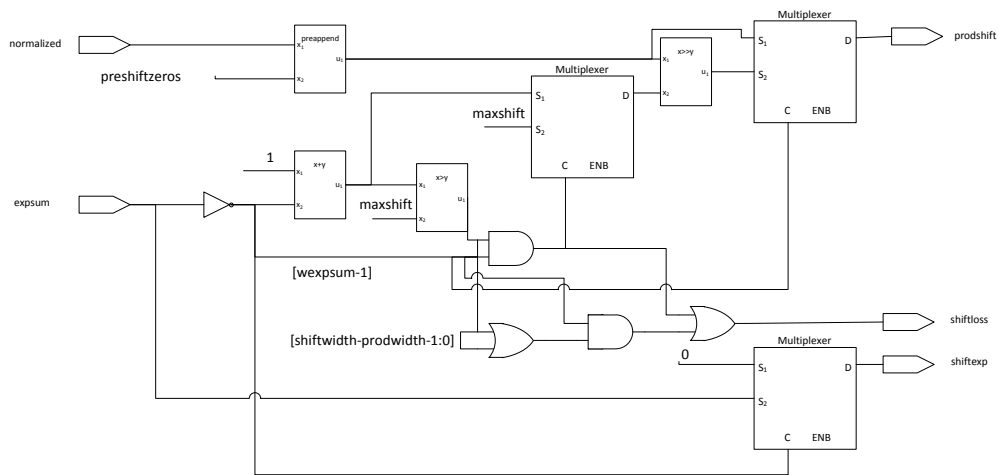 Multiplexer
normalized
preappend
x₁
u₁
x₂
preshiftzeros
S₁
D
prodshift
S₂
C ENB
x>>y
x₁
u₁
x₂
Multiplexer
S₁
D
maxshift
S₂
C ENB
1
x+y
x₁
u₁
x₂
x>y
x₁
u₁
x₂
maxshift
expsum
[wexpsum-1]
[shiftwidth-prodwidth-1:0]
shiftloss
Multiplexer
0
S₁
D
shiftexp
S₂
C ENB